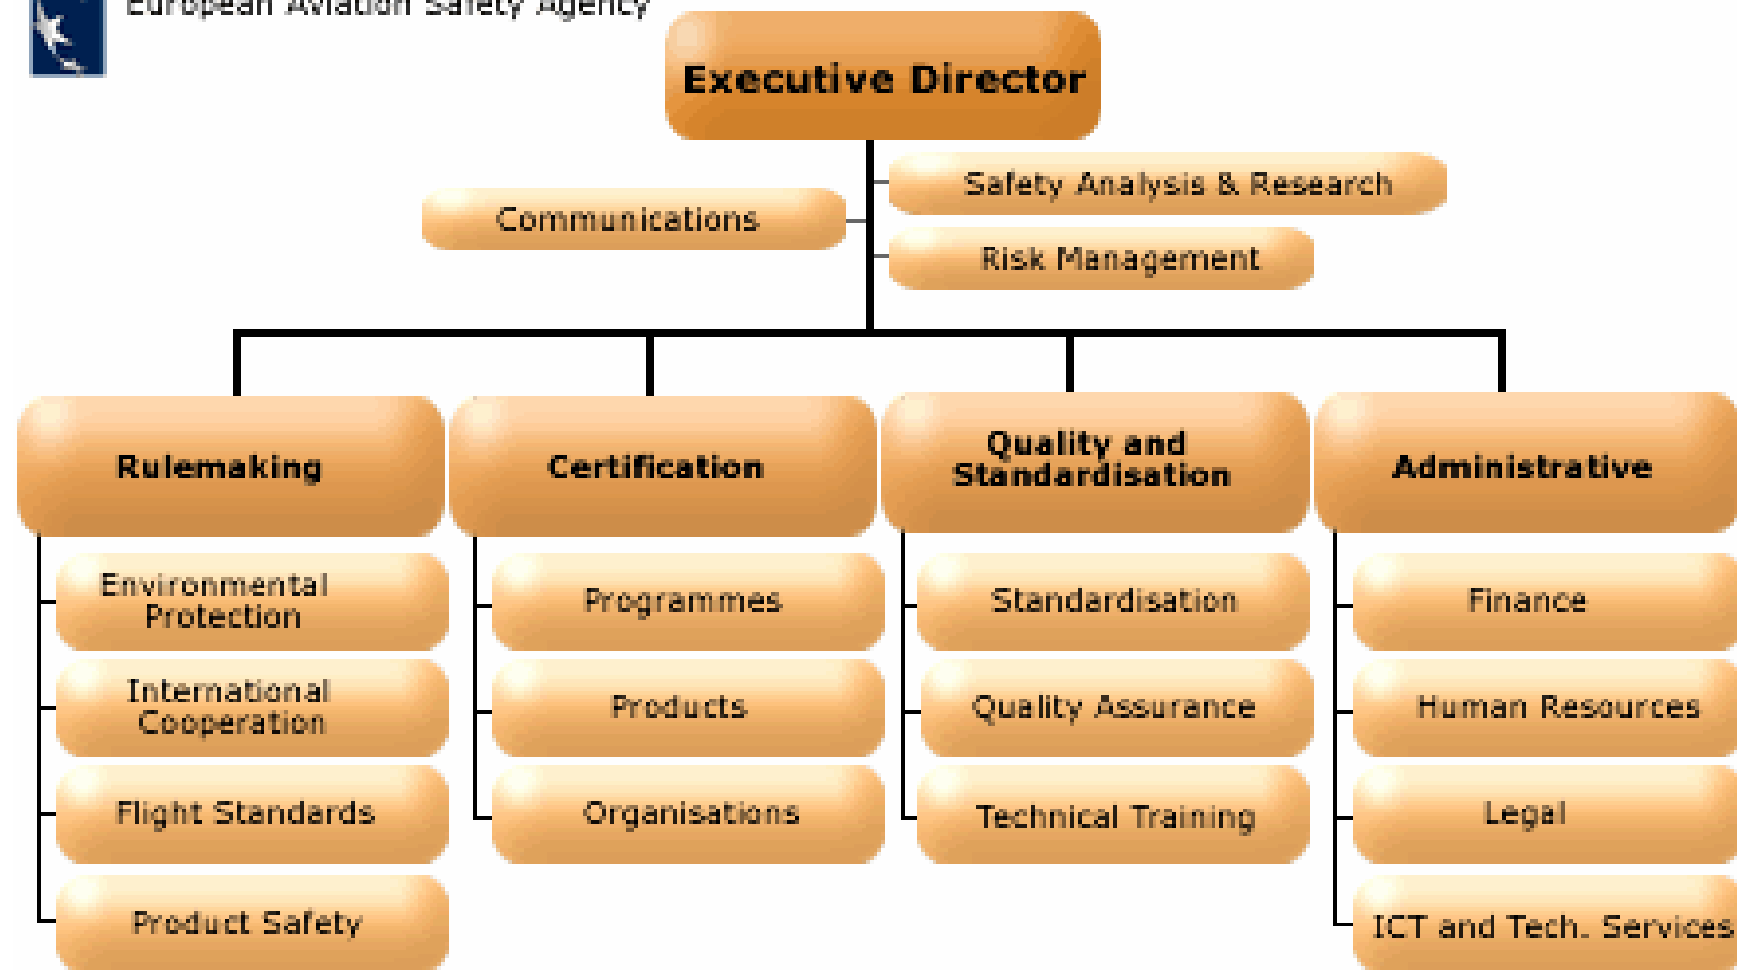 European Aviation Safety Agency
Executive Director
Safety Analysis & Research
Communications
Risk Management
Rulemaking
Certification
Quality and
Standardisation
Administrative
Environmental
Protection
International
Cooperation
Flight Standards
Product Safety
Programmes
Products
Organisations
Standardisation
Quality Assurance
Technical Training
Finance
Human Resources
Legal
ICT and Tech. Services